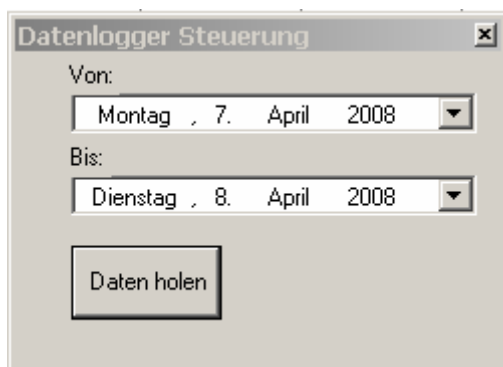 Datenlogger Steuerung
Von:
Montag , 7. April 2008
Bis:
Dienstag , 8. April 2008
Daten holen